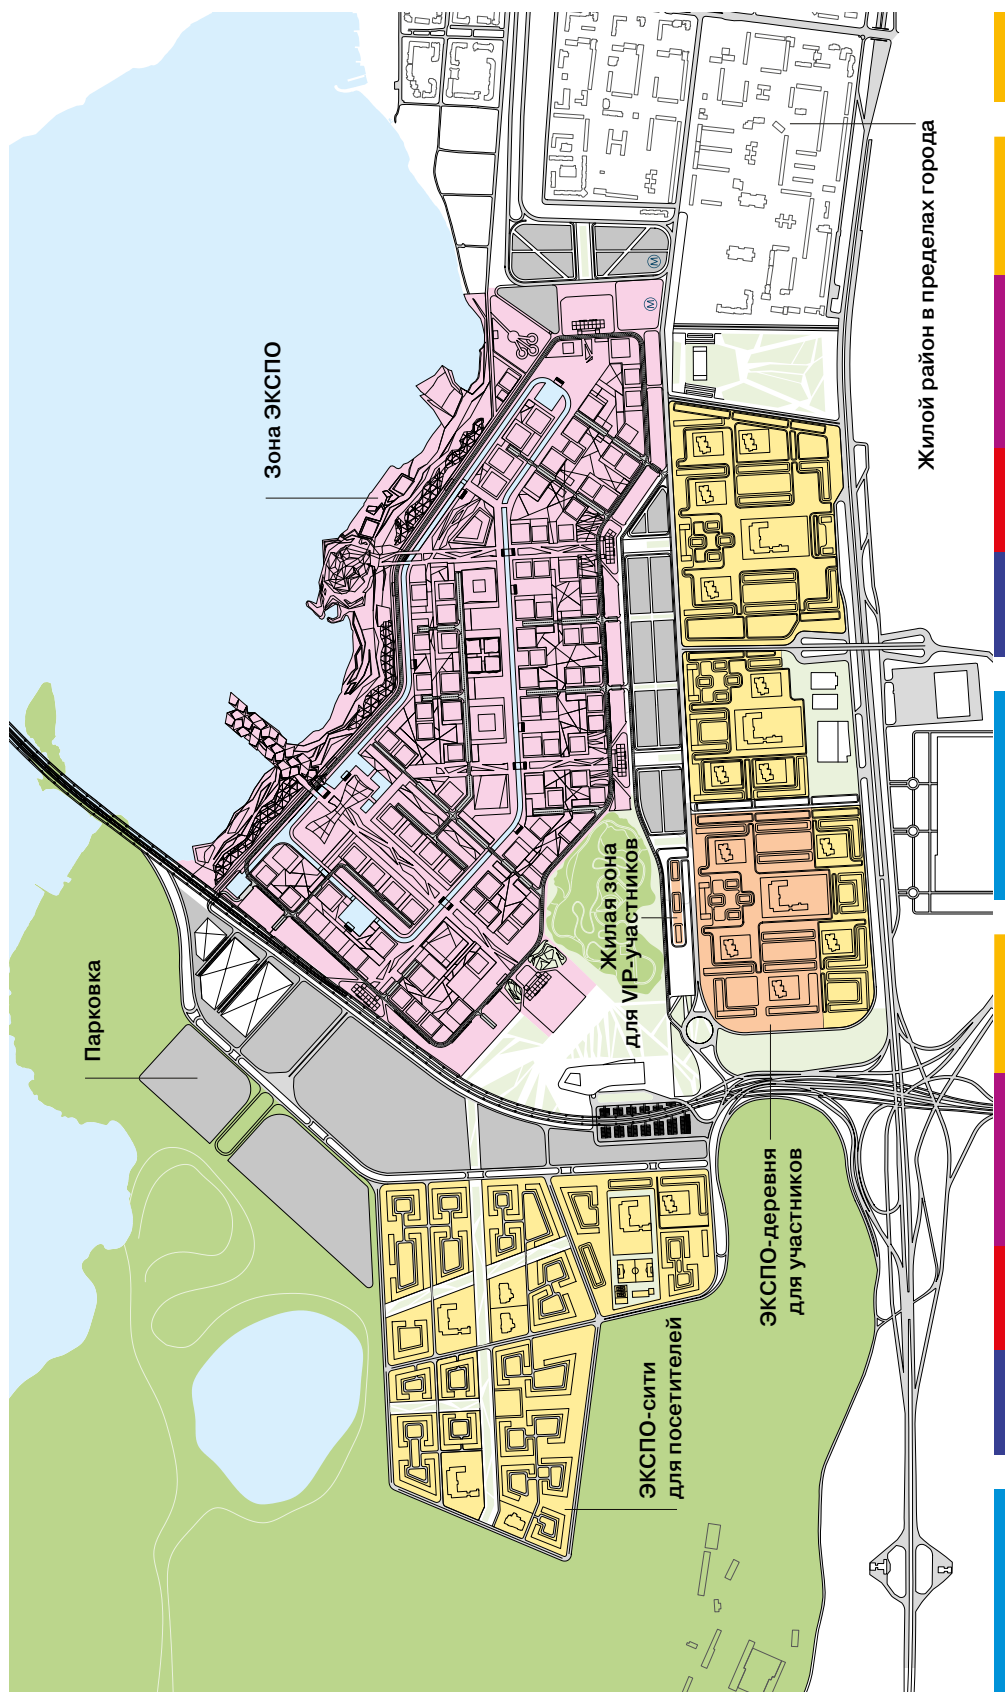 Парковка
Зона ЭКСПО
Жилой район в пределах города
М
М
Жилая зона
для VIP-участников
ЭКСПО-сити
для посетителей
ЭКСПО-деревня
для участников